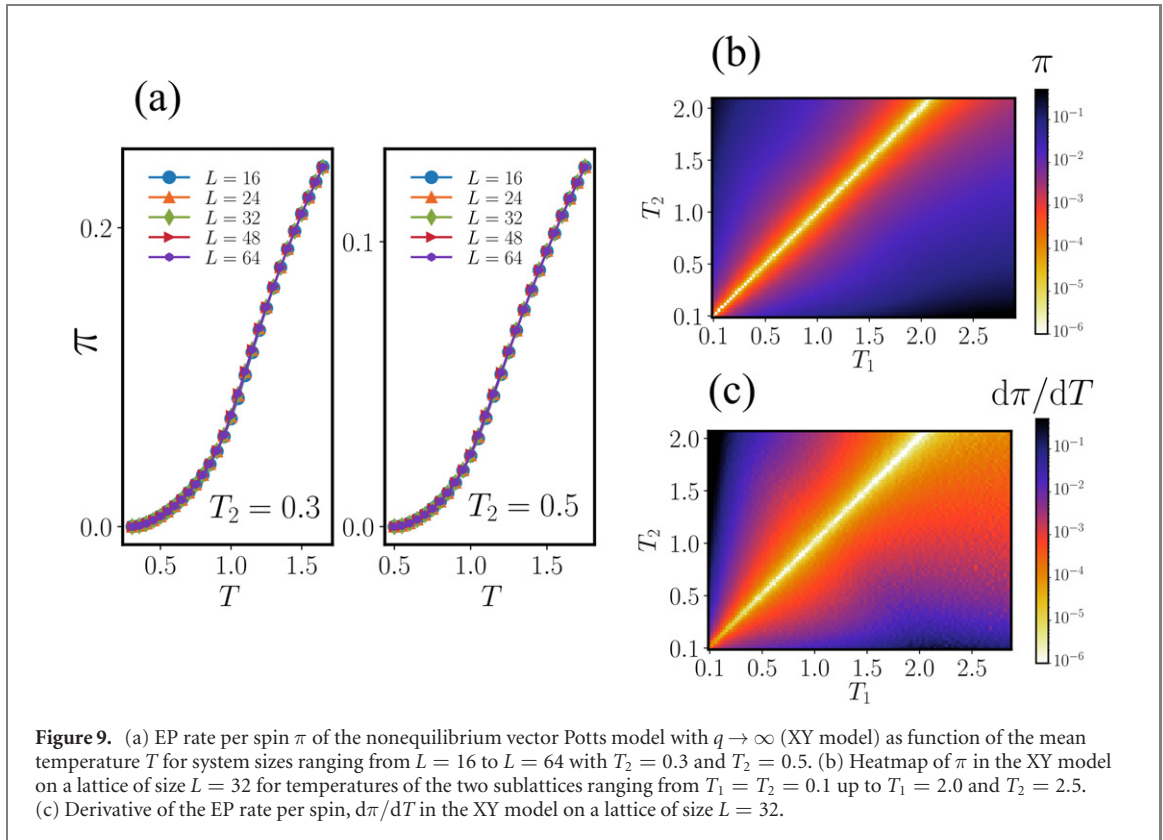 (a)
L = 16
L = 24
L = 32
L = 48
L = 64
0.2
0.0
π
T₂ = 0.3
0.5 1.0 1.5
T
L = 16
L = 24
L = 32
L = 48
L = 64
0.1
0.0
T₂ = 0.5
0.5 1.0 1.5
T
(b)
π
2.0
1.5
1.0
0.5
0.1
T₂
0.1 0.5 1.0 1.5 2.0 2.5
T₁
10⁻¹
10⁻²
10⁻³
10⁻⁴
10⁻⁵
10⁻⁶
(c)
dπ/dT
2.0
1.5
1.0
0.5
0.1
T₂
0.1 0.5 1.0 1.5 2.0 2.5
T₁
10⁻¹
10⁻²
10⁻³
10⁻⁴
10⁻⁵
10⁻⁶
Figure 9. (a) EP rate per spin π of the nonequilibrium vector Potts model with q → ∞ (XY model) as function of the mean
temperature T for system sizes ranging from L = 16 to L = 64 with T₂ = 0.3 and T₂ = 0.5. (b) Heatmap of π in the XY model
on a lattice of size L = 32 for temperatures of the two sublattices ranging from T₁ = T₂ = 0.1 up to T₁ = 2.0 and T₂ = 2.5.
(c) Derivative of the EP rate per spin, dπ/dT in the XY model on a lattice of size L = 32.